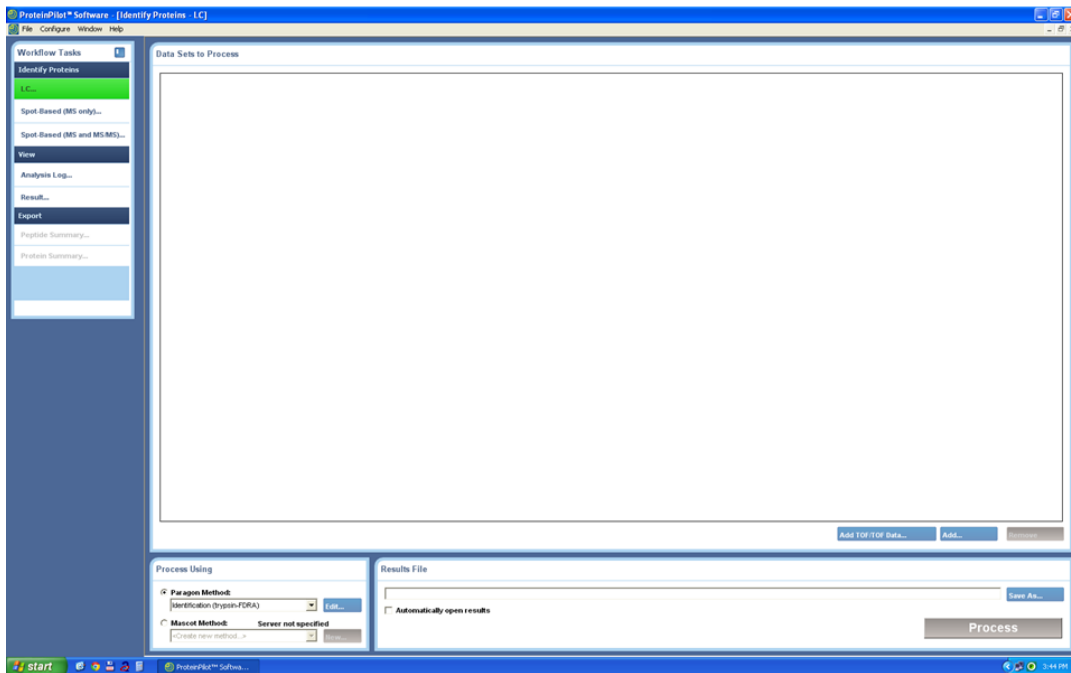 ProteinPilot™ Software - [Identify Proteins - LC]
File Configure Window Help
Workflow Tasks
Identify Proteins
LC...
Spot-Based (MS only)...
Spot-Based (MS and MS/MS)...
View
Analysis Log...
Result...
Export
Peptide Summary...
Protein Summary...
Data Sets to Process
Add TOF/TOF Data... Add... Remove
Process Using
Paragon Method:
Identification (trypsin-FDRA) Edit...
Mascot Method: Server not specified
<Create new method...> New...
Results File
Save As...
Automatically open results
Process
start ProteinPilot™ Softwa... 3:44 PM